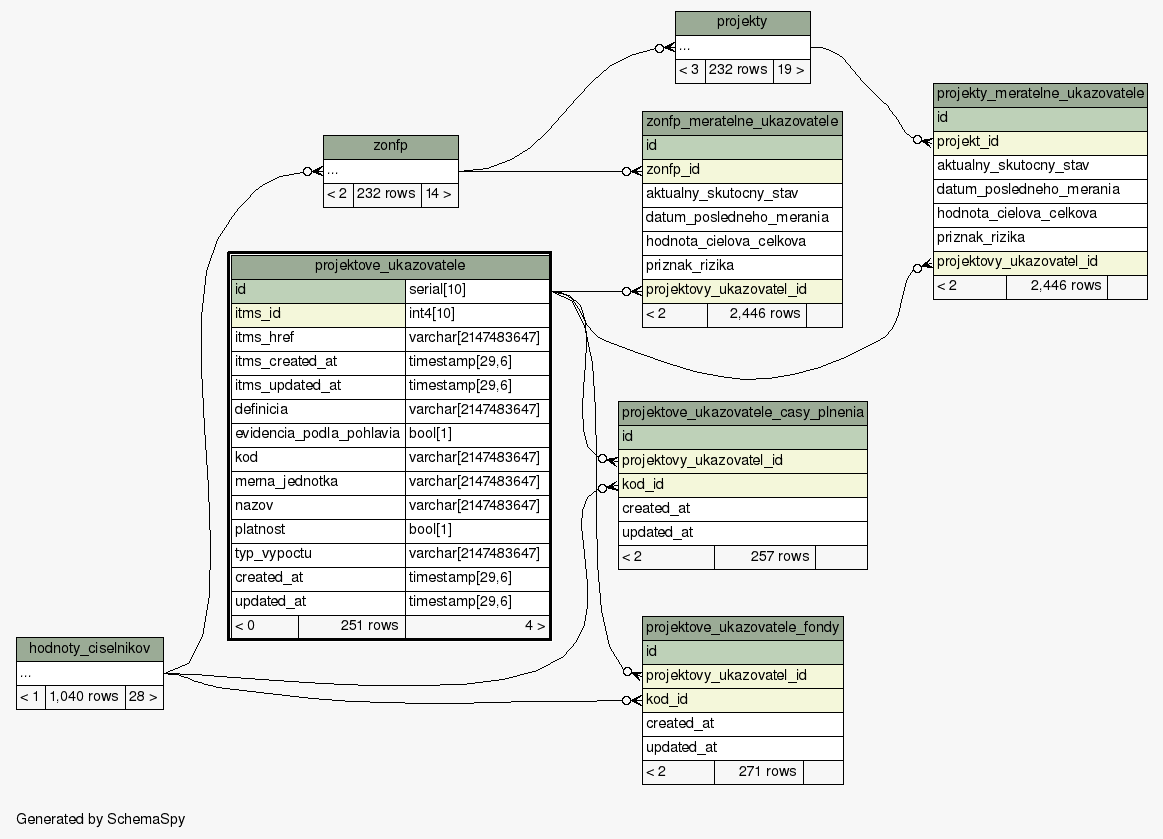 projekty
...
< 3 232 rows 19 >
projekty_meratelne_ukazovatele
id
projekt_id
aktualny_skutocny_stav
datum_posledneho_merania
hodnota_cielova_celkova
priznak_rizika
projektovy_ukazovatel_id
< 2 2,446 rows
zonfp_meratelne_ukazovatele
id
zonfp_id
aktualny_skutocny_stav
datum_posledneho_merania
hodnota_cielova_celkova
priznak_rizika
projektovy_ukazovatel_id
< 2 2,446 rows
zonfp
...
< 2 232 rows 14 >
projektove_ukazovatele
id serial[10]
itms_id int4[10]
itms_href varchar[2147483647]
itms_created_at timestamp[29,6]
itms_updated_at timestamp[29,6]
definicia varchar[2147483647]
evidencia_podla_pohlavia bool[1]
kod varchar[2147483647]
merna_jednotka varchar[2147483647]
nazov varchar[2147483647]
platnost bool[1]
typ_vypoctu varchar[2147483647]
created_at timestamp[29,6]
updated_at timestamp[29,6]
< 0 251 rows 4 >
projektove_ukazovatele_casy_plnenia
id
projektovy_ukazovatel_id
kod_id
created_at
updated_at
< 2 257 rows
projektove_ukazovatele_fondy
id
projektovy_ukazovatel_id
kod_id
created_at
updated_at
< 2 271 rows
hodnoty_ciselnikov
...
< 1 1,040 rows 28 >
Generated by SchemaSpy